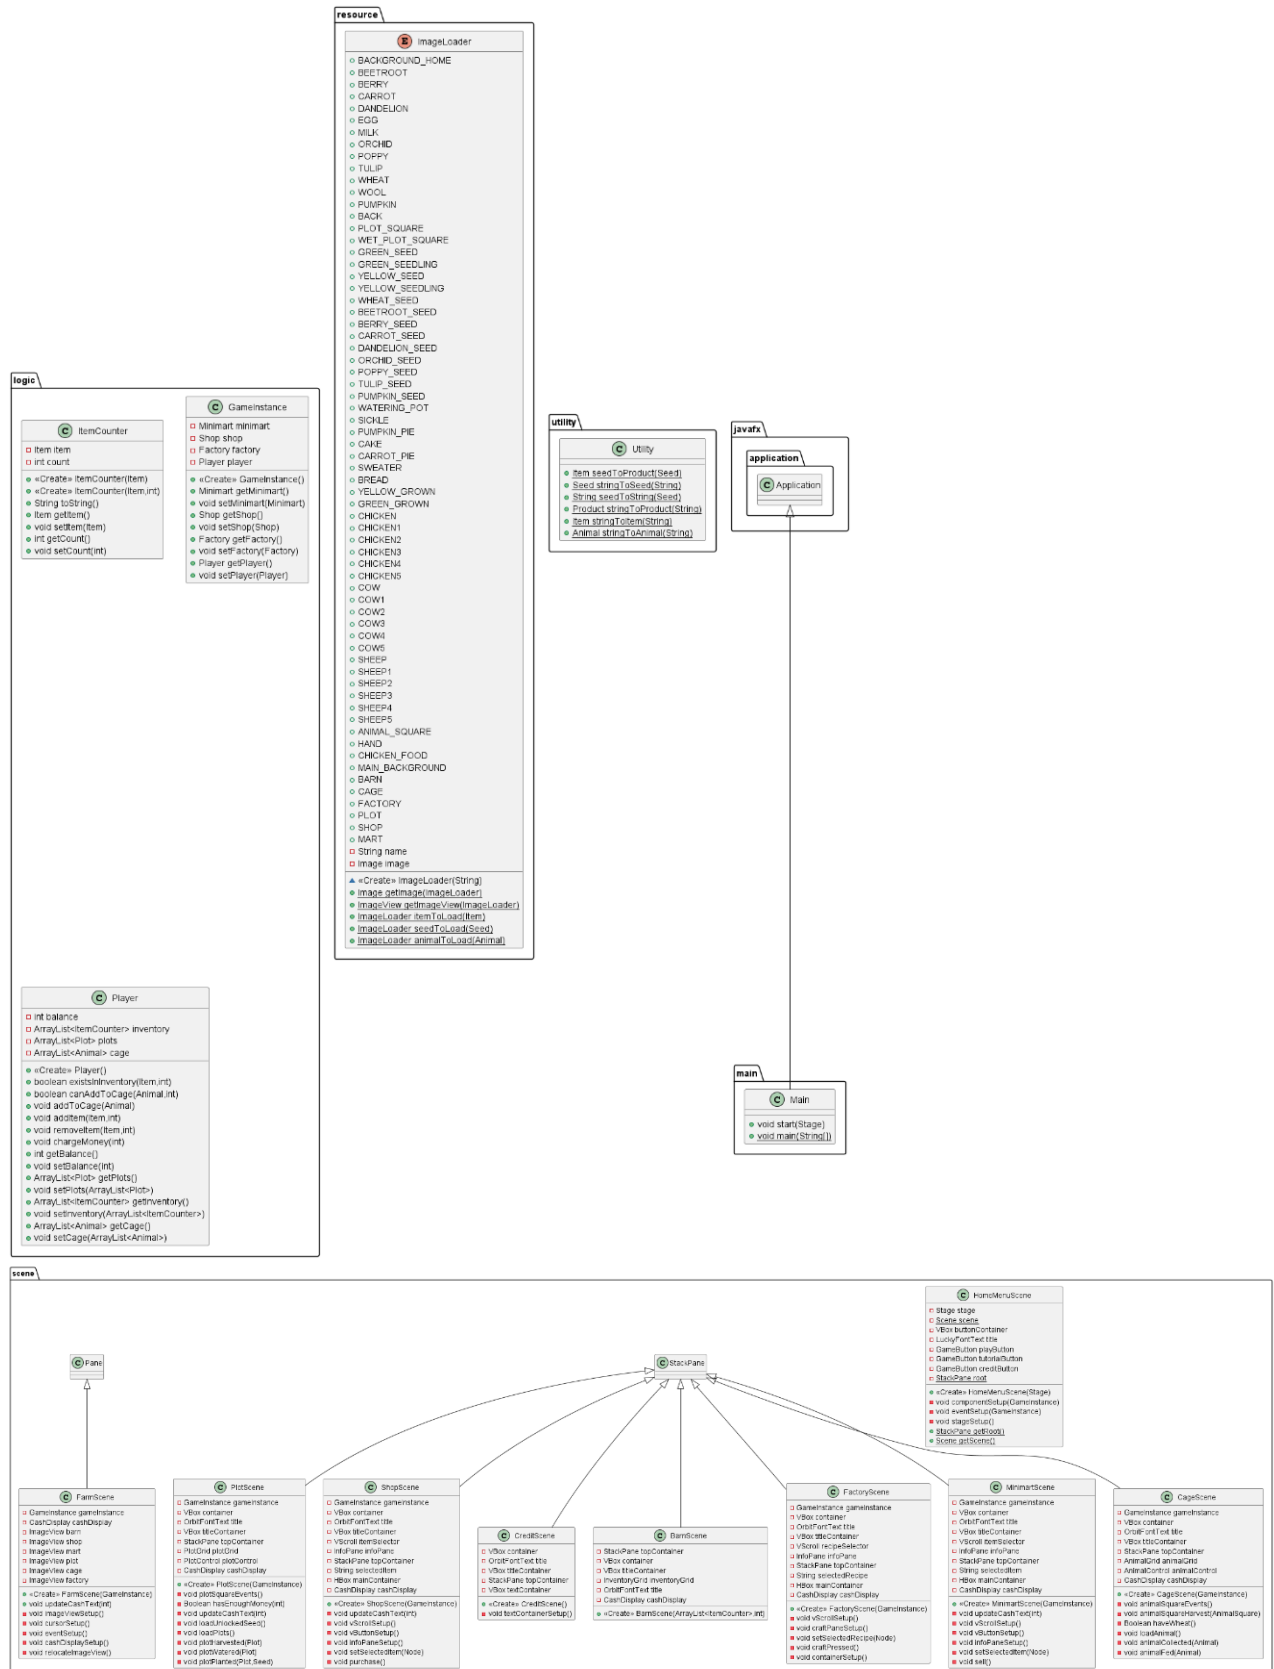 resource
E ImageLoader
BACKGROUND_HOME
BEETROOT
BERRY
CARROT
DANDELION
EGG
MILK
ORCHID
POPPY
TULIP
WHEAT
WOOL
PUMPKIN
BACK
PLOT_SQUARE
WET_PLOT_SQUARE
GREEN_SEED
GREEN_SEEDLING
YELLOW_SEED
YELLOW_SEEDLING
WHEAT_SEED
BEETROOT_SEED
BERRY_SEED
CARROT_SEED
DANDELION_SEED
ORCHID_SEED
POPPY_SEED
TULIP_SEED
PUMPKIN_SEED
WATERING_POT
SICKLE
PUMPKIN_PIE
CAKE
CARROT_PIE
SWEATER
BREAD
YELLOW_GROWN
GREEN_GROWN
CHICKEN
CHICKEN1
CHICKEN2
CHICKEN3
CHICKEN4
CHICKEN5
COW
COW1
COW2
COW3
COW4
COW5
SHEEP
SHEEP1
SHEEP2
SHEEP3
SHEEP4
SHEEP5
ANIMAL_SQUARE
HAND
CHICKEN_FOOD
MAIN_BACKGROUND
BARN
CAGE
FACTORY
PLOT
SHOP
MART
String name
Image image
«Create» ImageLoader(String)
Image getImage(ImageLoader)
ImageView getImageView(ImageLoader)
ImageLoader itemToLoad(Item)
ImageLoader seedToLoad(Seed)
ImageLoader animalToLoad(Animal)
logic
C ItemCounter
Item item
int count
«Create» ItemCounter(Item)
«Create» ItemCounter(Item,int)
String toString()
Item getItem()
void setItem(Item)
int getCount()
void setCount(int)
C GameInstance
Minimart minimart
Shop shop
Factory factory
Player player
«Create» GameInstance()
Minimart getMinimart()
void setMinimart(Minimart)
Shop getShop()
void setShop(Shop)
Factory getFactory()
void setFactory(Factory)
Player getPlayer()
void setPlayer(Player)
C Player
int balance
ArrayList<ItemCounter> inventory
ArrayList<Plot> plots
ArrayList<Animal> cage
«Create» Player()
boolean existsInInventory(Item,int)
boolean canAddToCage(Animal,int)
void addToCage(Animal)
void addItem(Item,int)
void removeItem(Item,int)
void chargeMoney(int)
int getBalance()
void setBalance(int)
ArrayList<Plot> getPlots()
void setPlots(ArrayList<Plot>)
ArrayList<ItemCounter> getInventory()
void setInventory(ArrayList<ItemCounter>)
ArrayList<Animal> getCage()
void setCage(ArrayList<Animal>)
utility
C Utility
Item seedToProduct(Seed)
Seed stringToSeed(String)
String seedToString(Seed)
Product stringToProduct(String)
Item stringToItem(String)
Animal stringToAnimal(String)
javafx
application
C Application
main
C Main
void start(Stage)
void main(String[])
scene
C Pane
C StackPane
C HomeMenuScene
Stage stage
Scene scene
VBox buttonContainer
LuckyFontText title
GameButton playButton
GameButton tutorialButton
GameButton creditButton
StackPane root
«Create» HomeMenuScene(Stage)
void componentSetup(GameInstance)
void eventSetup(GameInstance)
void stageSetup()
StackPane getRoot()
Scene getScene()
C FarmScene
GameInstance gameInstance
CashDisplay cashDisplay
ImageView barn
ImageView shop
ImageView mart
ImageView plot
ImageView cage
ImageView factory
«Create» FarmScene(GameInstance)
void updateCashText(int)
void imageViewSetup()
void cursorSetup()
void eventSetup()
void cashDisplaySetup()
void relocateImageView()
C PlotScene
GameInstance gameInstance
VBox container
OrbitFontText title
VBox titleContainer
StackPane topContainer
PlotGrid plotGrid
PlotControl plotControl
CashDisplay cashDisplay
«Create» PlotScene(GameInstance)
void plotSquareEvents()
Boolean hasEnoughMoney(int)
void updateCashText(int)
void loadUnlockedSeed()
void loadPlots()
void plotHarvested(Plot)
void plotWatered(Plot)
void plotPlanted(Plot,Seed)
C ShopScene
GameInstance gameInstance
VBox container
OrbitFontText title
VBox titleContainer
VScroll itemSelector
InfoPane infoPane
StackPane topContainer
String selectedItem
HBox mainContainer
CashDisplay cashDisplay
«Create» ShopScene(GameInstance)
void updateCashText(int)
void vScrollSetup()
void vButtonSetup()
void infoPaneSetup()
void setSelectedItem(Node)
void purchase()
C CreditScene
VBox container
OrbitFontText title
VBox titleContainer
StackPane topContainer
VBox textContainer
«Create» CreditScene()
void textContainerSetup()
C BarnScene
StackPane topContainer
VBox container
VBox titleContainer
InventoryGrid inventoryGrid
OrbitFontText title
CashDisplay cashDisplay
«Create» BarnScene(ArrayList<ItemCounter>,int)
C FactoryScene
GameInstance gameInstance
VBox container
OrbitFontText title
VBox titleContainer
VScroll recipeSelector
InfoPane infoPane
StackPane topContainer
String selectedRecipe
HBox mainContainer
CashDisplay cashDisplay
«Create» FactoryScene(GameInstance)
void vScrollSetup()
void craftPaneSetup()
void setSelectedRecipe(Node)
void craftPressed()
void containerSetup()
C MinimartScene
GameInstance gameInstance
VBox container
OrbitFontText title
VBox titleContainer
VScroll itemSelector
InfoPane infoPane
StackPane topContainer
String selectedItem
HBox mainContainer
CashDisplay cashDisplay
«Create» MinimartScene(GameInstance)
void updateCashText(int)
void vScrollSetup()
void vButtonSetup()
void infoPaneSetup()
void setSelectedItem(Node)
void sell()
C CageScene
GameInstance gameInstance
VBox container
OrbitFontText title
VBox titleContainer
StackPane topContainer
AnimalGrid animalGrid
AnimalControl animalControl
CashDisplay cashDisplay
«Create» CageScene(GameInstance)
void animalSquareEvents()
void animalSquareHarvest(AnimalSquare)
Boolean haveWheat()
void loadAnimal()
void animalCollected(Animal)
void animalFed(Animal)